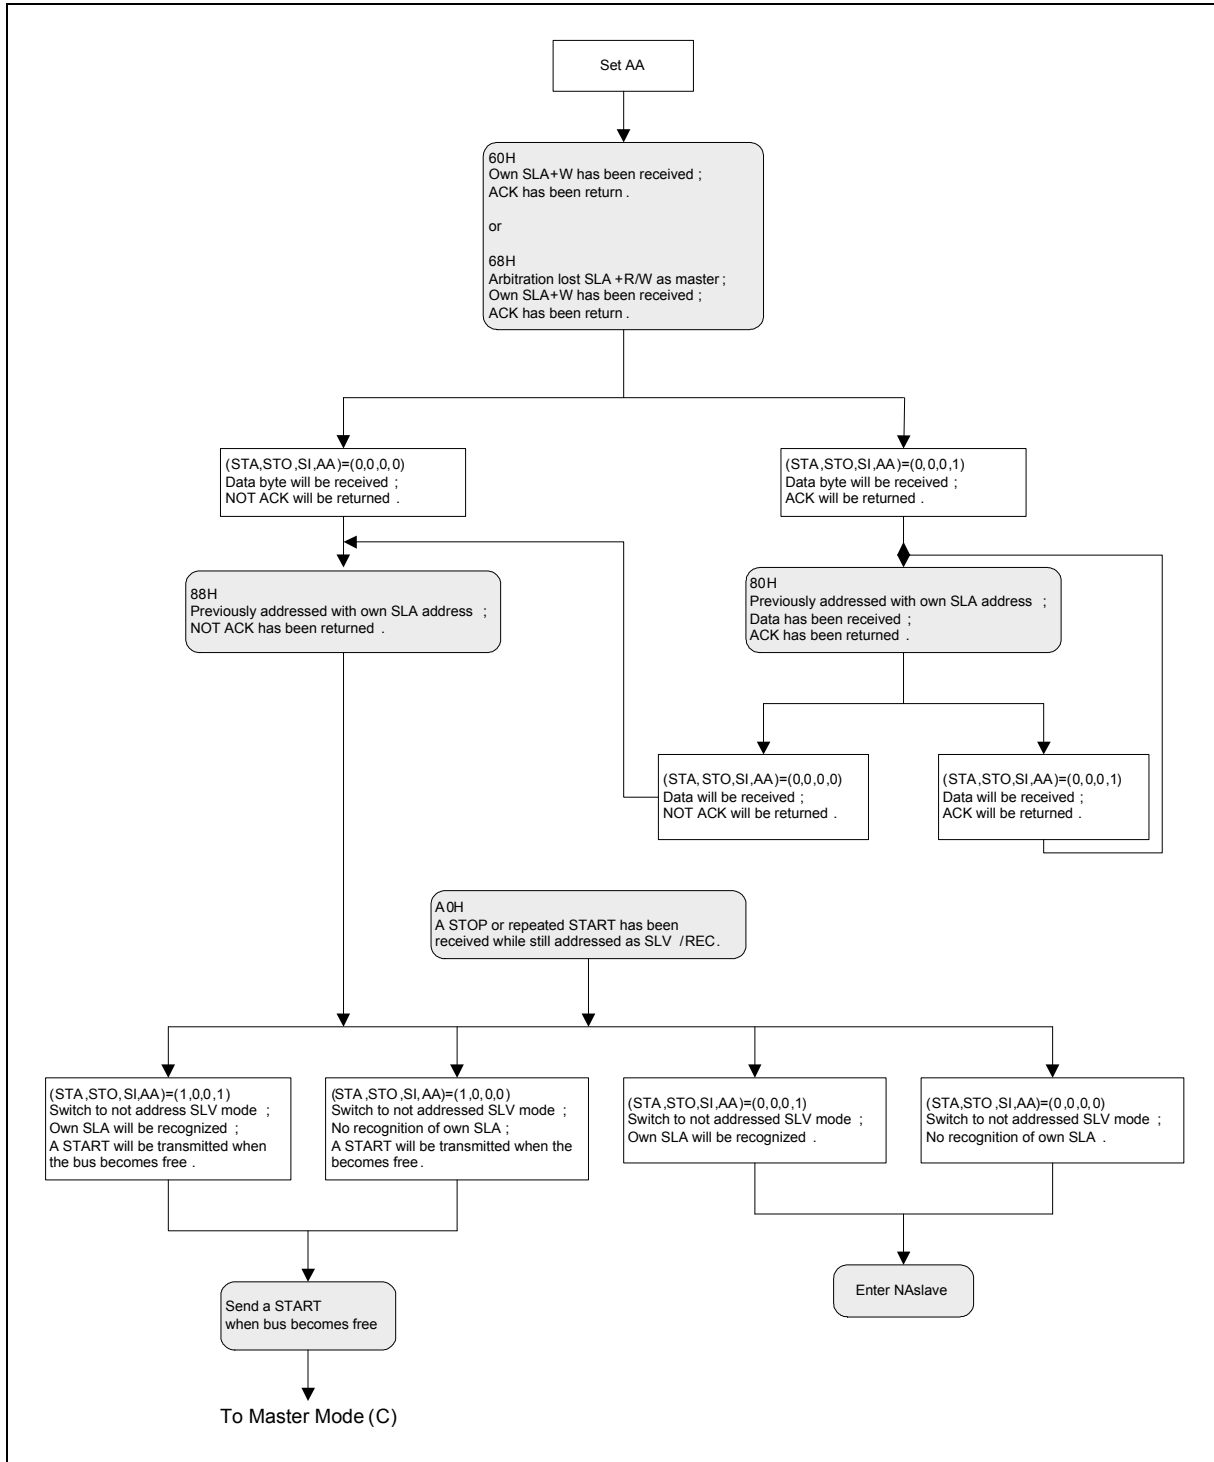 Set AA
60H
Own SLA+W has been received ;
ACK has been return .
or
68H
Arbitration lost SLA +R/W as master ;
Own SLA+W has been received ;
ACK has been return .
(STA,STO,SI,AA)=(0,0,0,0)
Data byte will be received ;
NOT ACK will be returned .
(STA,STO,SI,AA)=(0,0,0,1)
Data byte will be received ;
ACK will be returned .
88H
Previously addressed with own SLA address ;
NOT ACK has been returned .
80H
Previously addressed with own SLA address ;
Data has been received ;
ACK has been returned .
(STA,STO,SI,AA)=(0,0,0,0)
Data will be received ;
NOT ACK will be returned .
(STA,STO,SI,AA)=(0,0,0,1)
Data will be received ;
ACK will be returned .
A0H
A STOP or repeated START has been
received while still addressed as SLV /REC.
(STA,STO,SI,AA)=(1,0,0,1)
Switch to not address SLV mode ;
Own SLA will be recognized ;
A START will be transmitted when
the bus becomes free .
(STA,STO,SI,AA)=(1,0,0,0)
Switch to not addressed SLV mode ;
No recognition of own SLA ;
A START will be transmitted when the
becomes free .
(STA,STO,SI,AA)=(0,0,0,1)
Switch to not addressed SLV mode ;
Own SLA will be recognized .
(STA,STO,SI,AA)=(0,0,0,0)
Switch to not addressed SLV mode ;
No recognition of own SLA .
Send a START
when bus becomes free
Enter NAslave
To Master Mode (C)